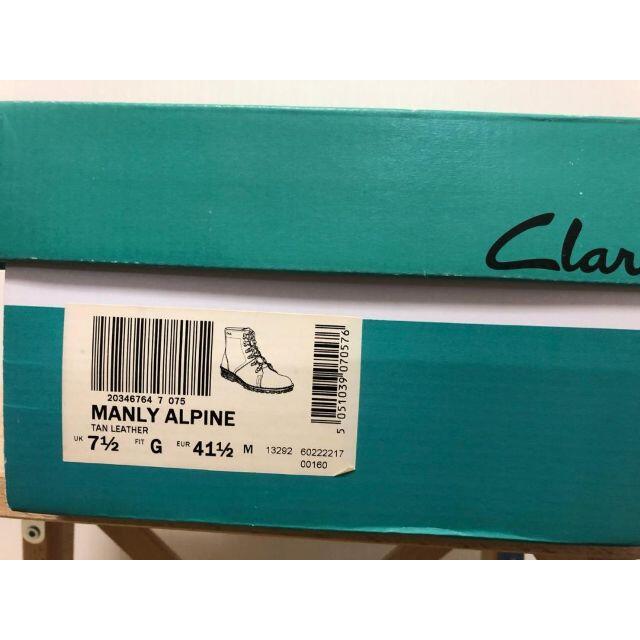 Clar
20346764 7 075
MANLY ALPINE
TAN LEATHER
UK 7½ FIT G EUR 41½ M 13292 60222217
00160
5 051039 070576